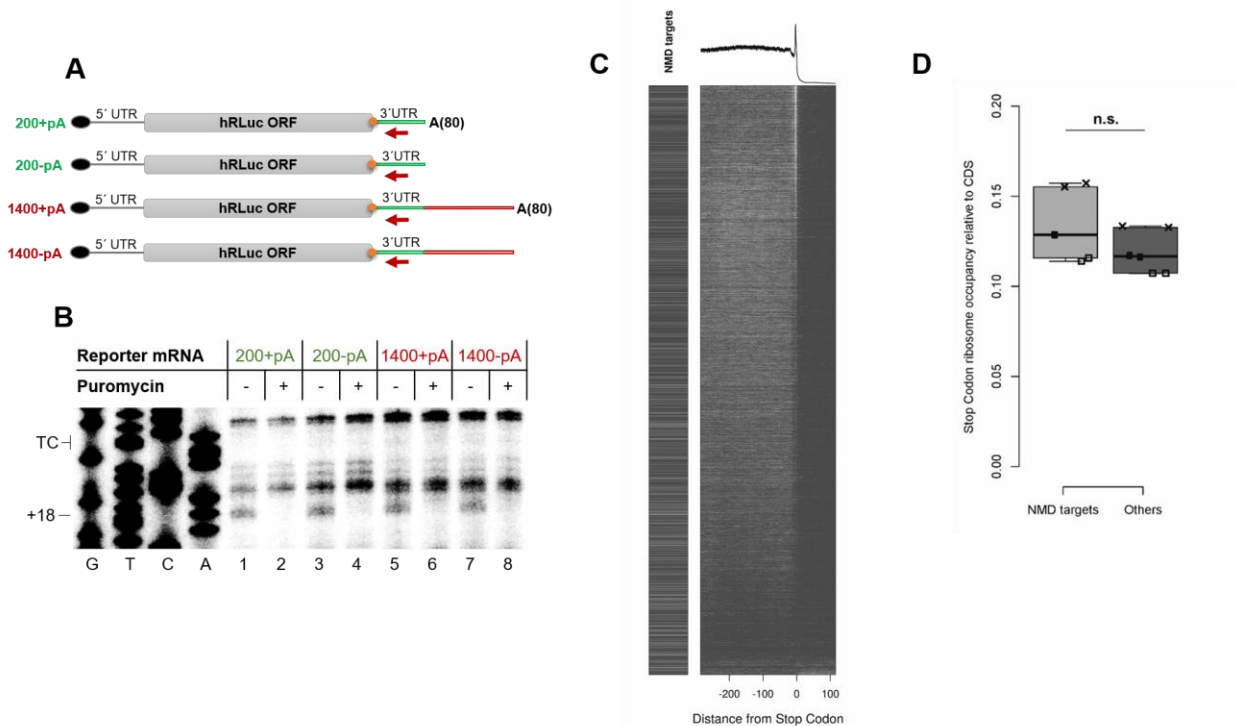 A
200+pA 5´ UTR hRLuc ORF 3´UTR A(80)
200-pA 5´ UTR hRLuc ORF 3´UTR
1400+pA 5´ UTR hRLuc ORF 3´UTR A(80)
1400-pA 5´ UTR hRLuc ORF 3´UTR
B
Reporter mRNA 200+pA 200-pA 1400+pA 1400-pA
Puromycin - + - + - + - +
TC
+18
G T C A 1 2 3 4 5 6 7 8
C
NMD targets
-200 -100 0 100
Distance from Stop Codon
D
n.s.
Stop Codon ribosome occupancy relative to CDS
0.20
0.15
0.10
0.05
0.00
NMD targets Others